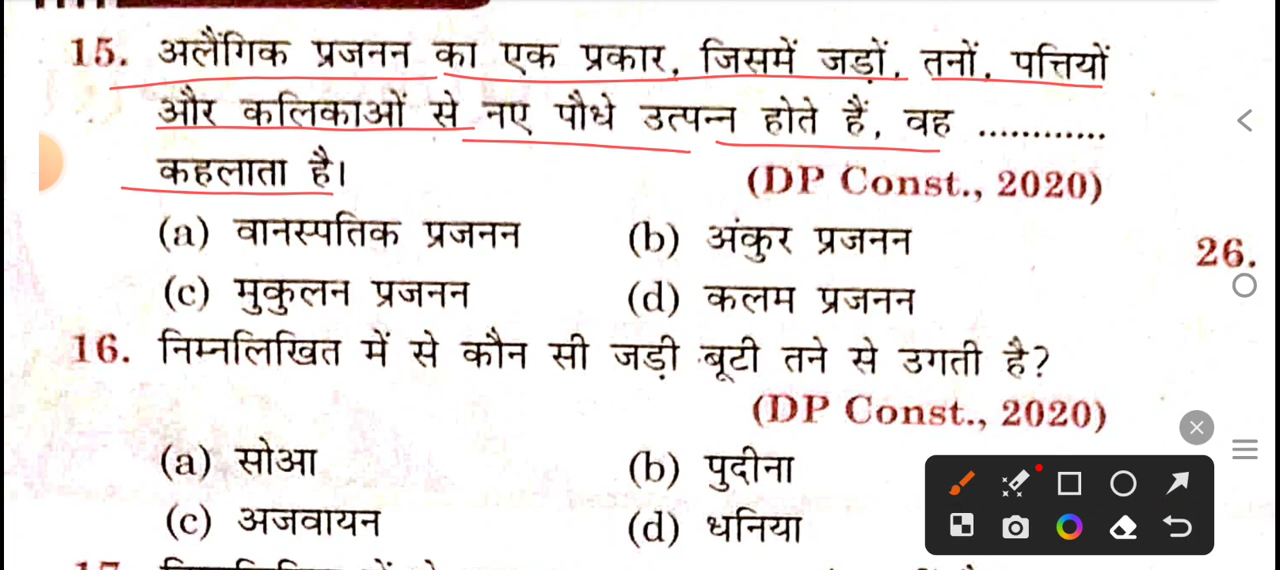 15. अलैंगिक प्रजनन का एक प्रकार, जिसमें जड़ों, तनों, पत्तियों
और कलिकाओं से नए पौधे उत्पन्न होते हैं, वह ............
कहलाता है।
(DP Const., 2020)
(a) वानस्पतिक प्रजनन (b) अंकुर प्रजनन
(c) मुकुलन प्रजनन (d) कलम प्रजनन
26.
16. निम्नलिखित में से कौन सी जड़ी बूटी तने से उगती है?
(DP Const., 2020)
(a) सोआ (b) पुदीना
(c) अजवायन (d) धनिया